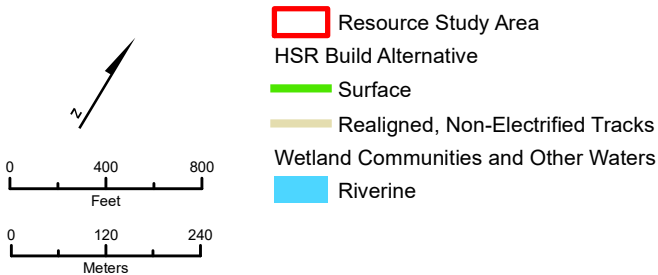 N
0 400 800
Feet
0 120 240
Meters
Resource Study Area
HSR Build Alternative
Surface
Realigned, Non-Electrified Tracks
Wetland Communities and Other Waters
Riverine